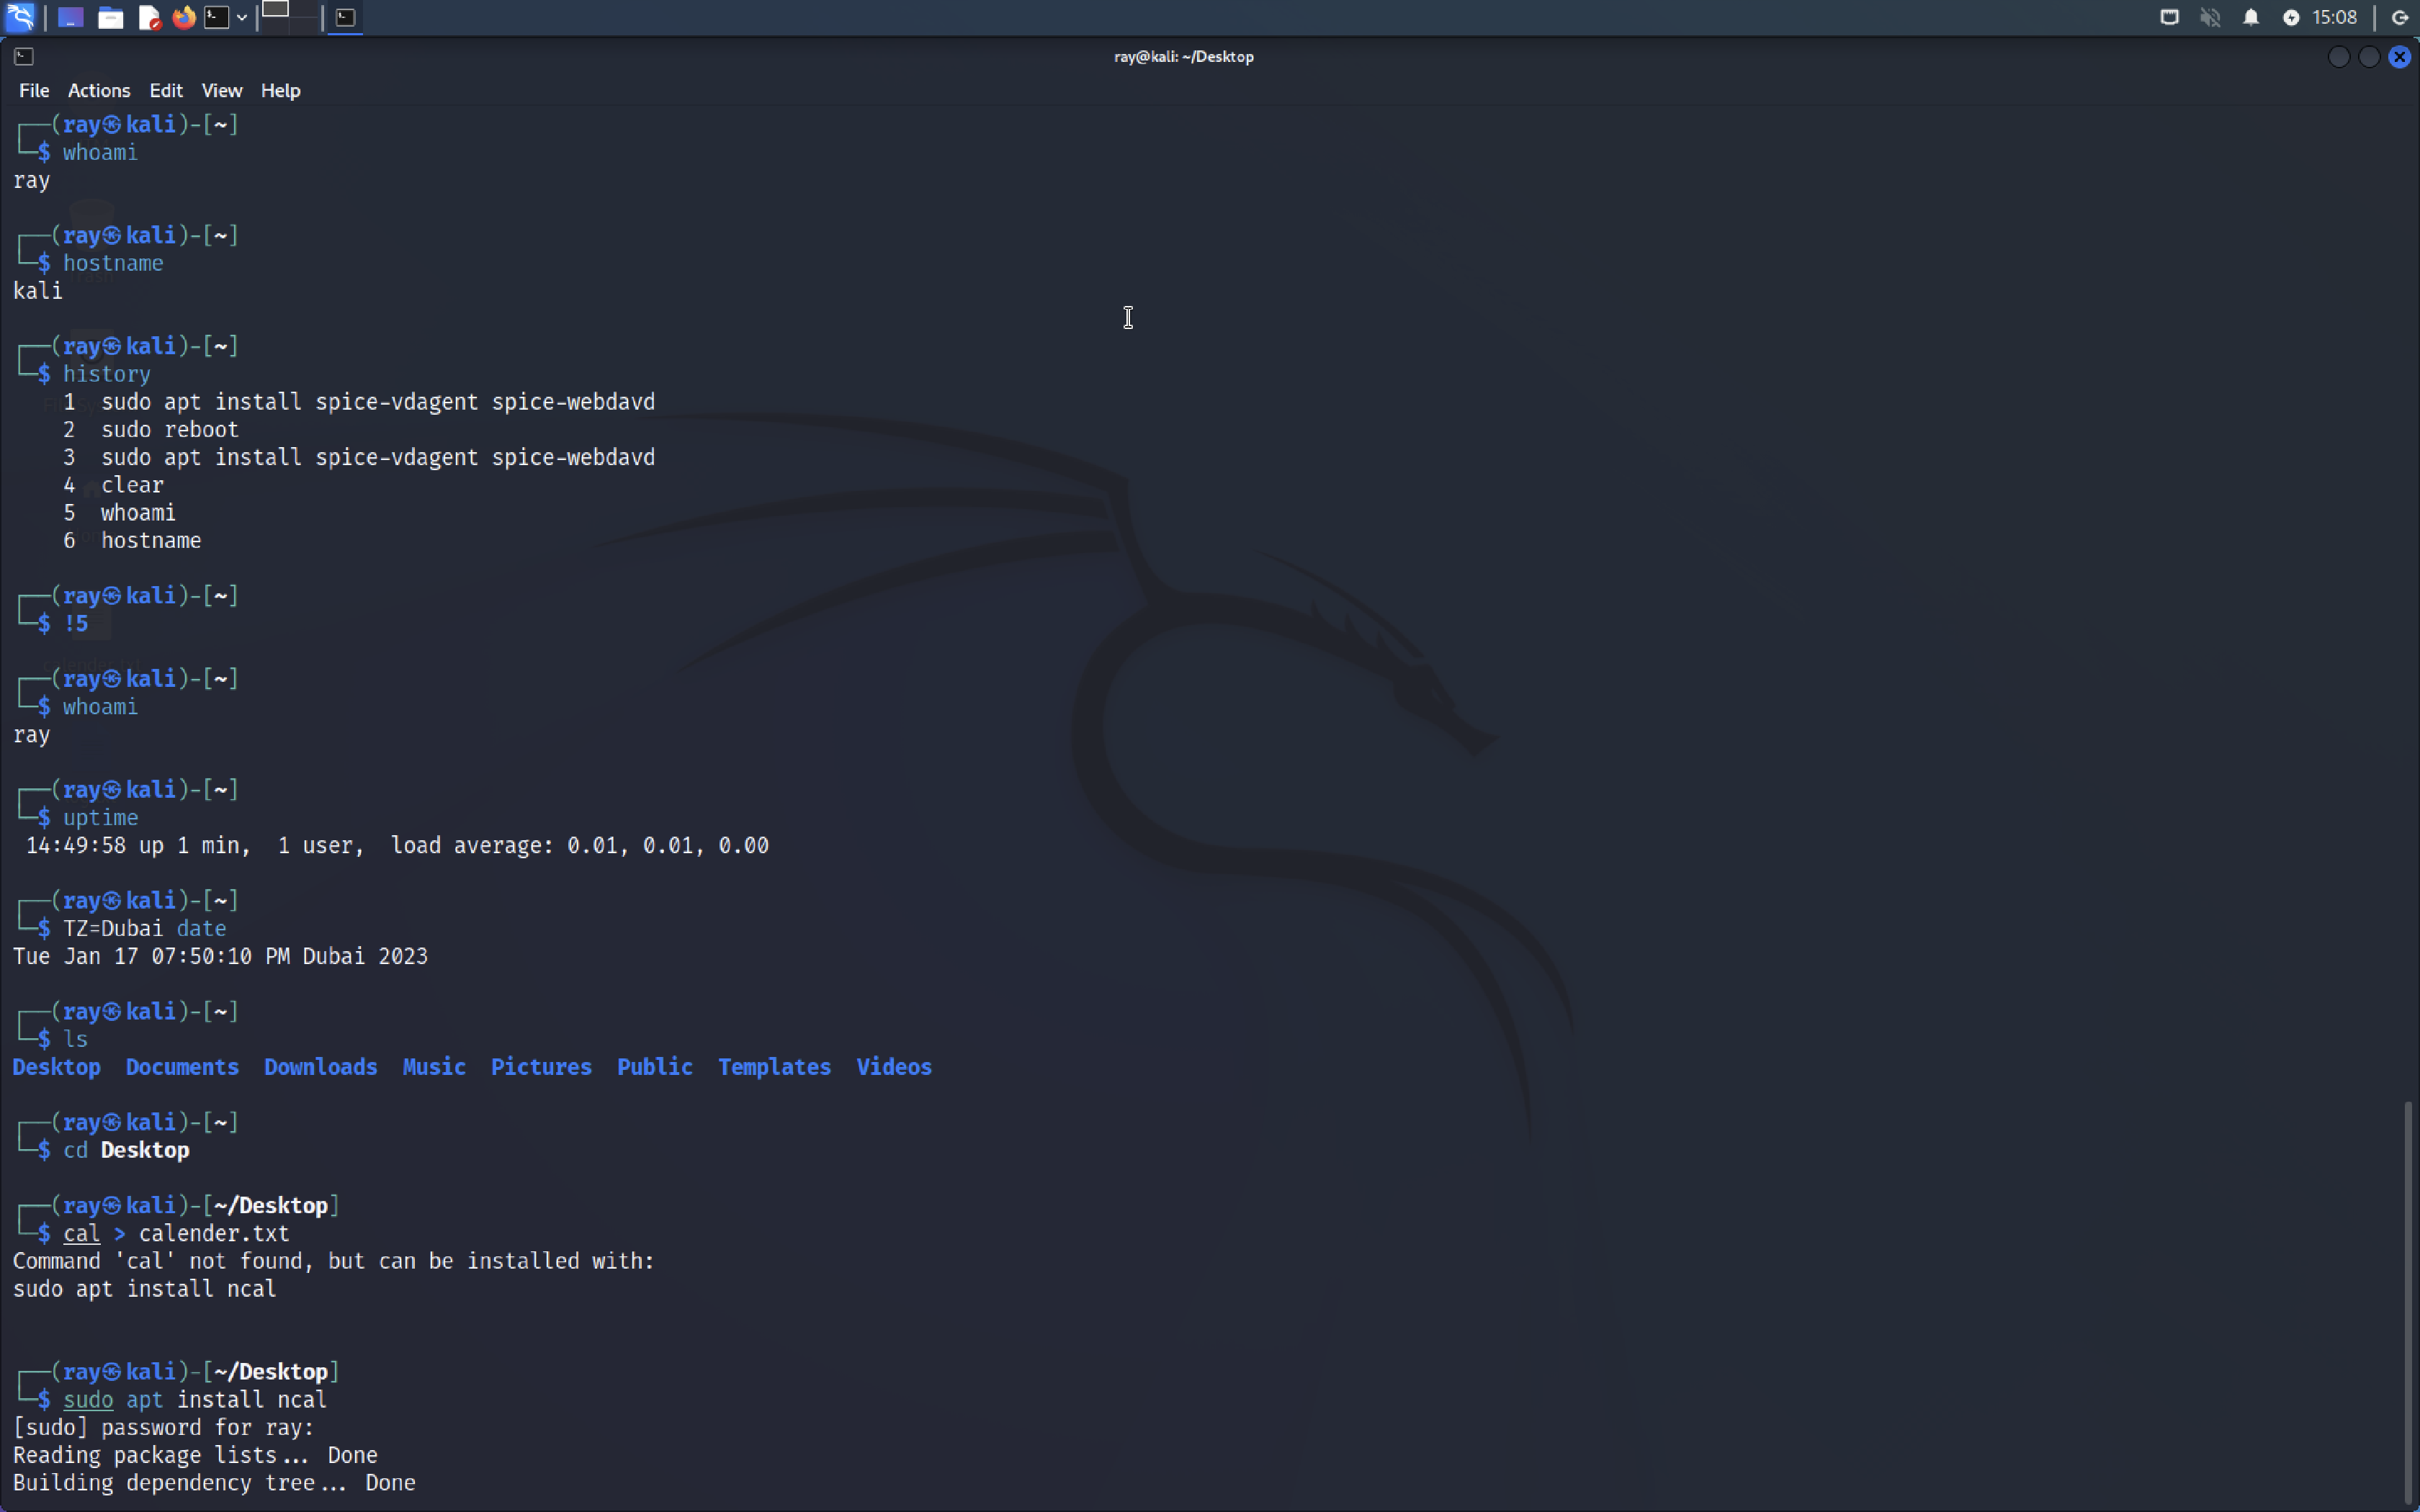 15:08
ray@kali: ~/Desktop
File Actions Edit View Help
┌──(ray㉿kali)-[~]
└─$ whoami
ray
┌──(ray㉿kali)-[~]
└─$ hostname
kali
┌──(ray㉿kali)-[~]
└─$ history
1 sudo apt install spice-vdagent spice-webdavd
2 sudo reboot
3 sudo apt install spice-vdagent spice-webdavd
4 clear
5 whoami
6 hostname
┌──(ray㉿kali)-[~]
└─$ !5
┌──(ray㉿kali)-[~]
└─$ whoami
ray
┌──(ray㉿kali)-[~]
└─$ uptime
14:49:58 up 1 min, 1 user, load average: 0.01, 0.01, 0.00
┌──(ray㉿kali)-[~]
└─$ TZ=Dubai date
Tue Jan 17 07:50:10 PM Dubai 2023
┌──(ray㉿kali)-[~]
└─$ ls
Desktop Documents Downloads Music Pictures Public Templates Videos
┌──(ray㉿kali)-[~]
└─$ cd Desktop
┌──(ray㉿kali)-[~/Desktop]
└─$ cal > calender.txt
Command 'cal' not found, but can be installed with:
sudo apt install ncal
┌──(ray㉿kali)-[~/Desktop]
└─$ sudo apt install ncal
[sudo] password for ray:
Reading package lists... Done
Building dependency tree... Done